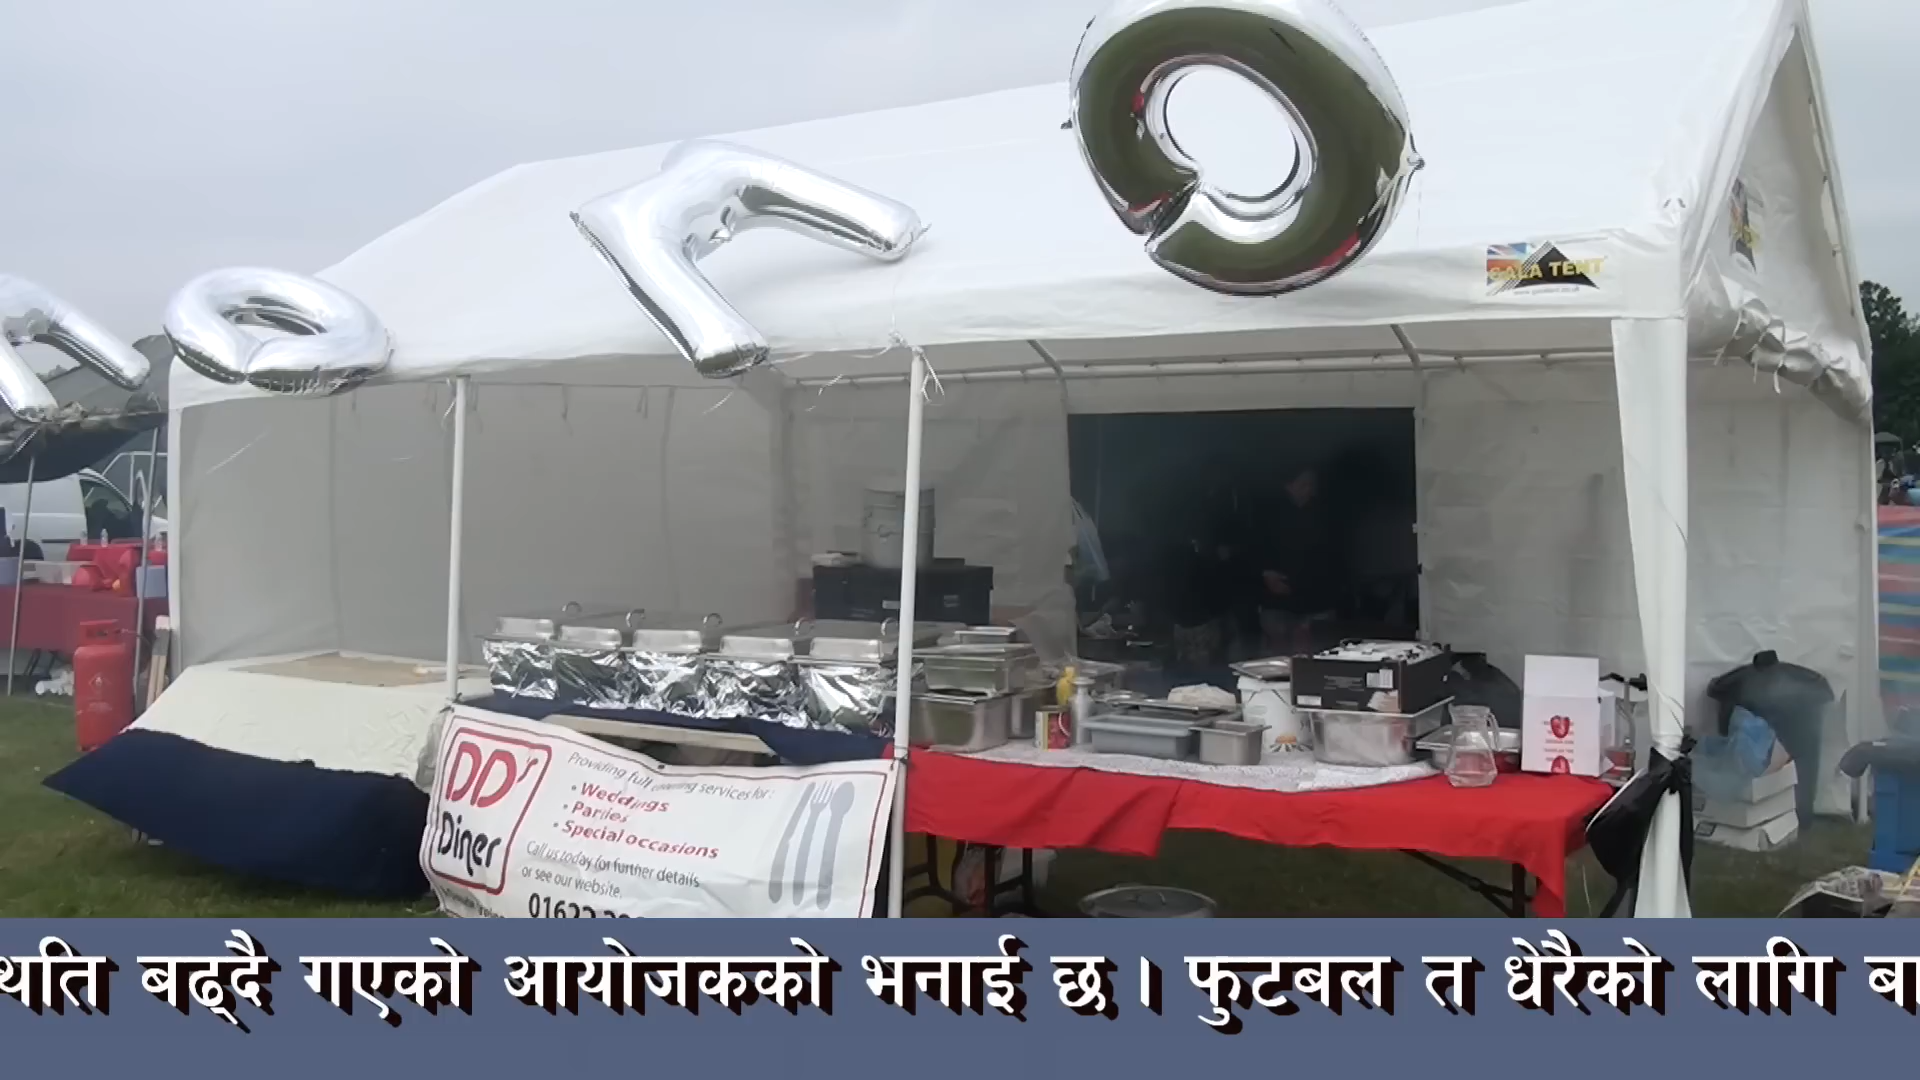 GALA TENT
DD's
Diner
Providing full catering services for:
• Weddings
• Parties
• Special occasions
Call us today for further details
or see our website.
01622
थति बढ्दै गएको आयोजकको भनाई छ । फुटबल त धेरैको लागि बा